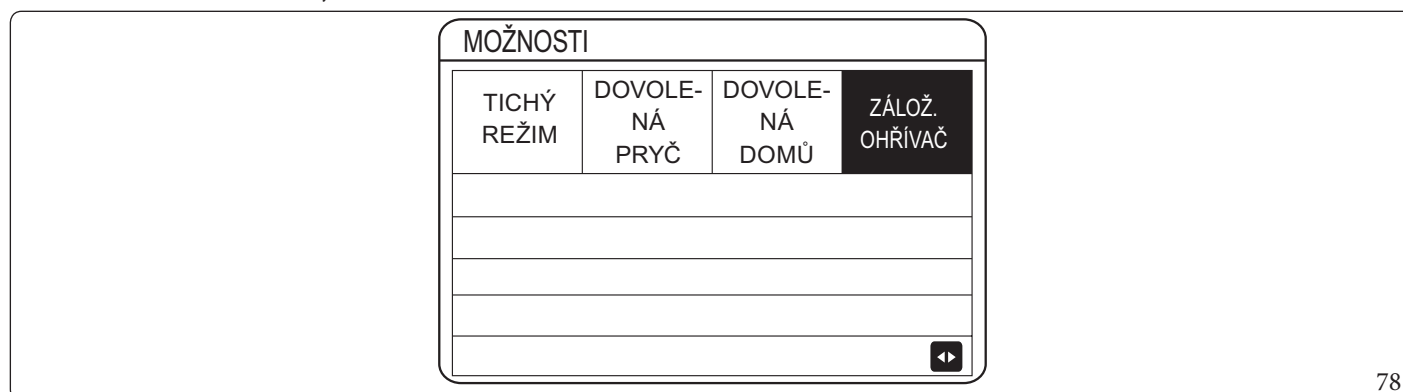 MOŽNOSTI
TICHÝ
REŽIM
DOVOLE-
NÁ
PRYČ
DOVOLE-
NÁ
DOMŮ
ZÁLOŽ.
OHŘÍVAČ
78